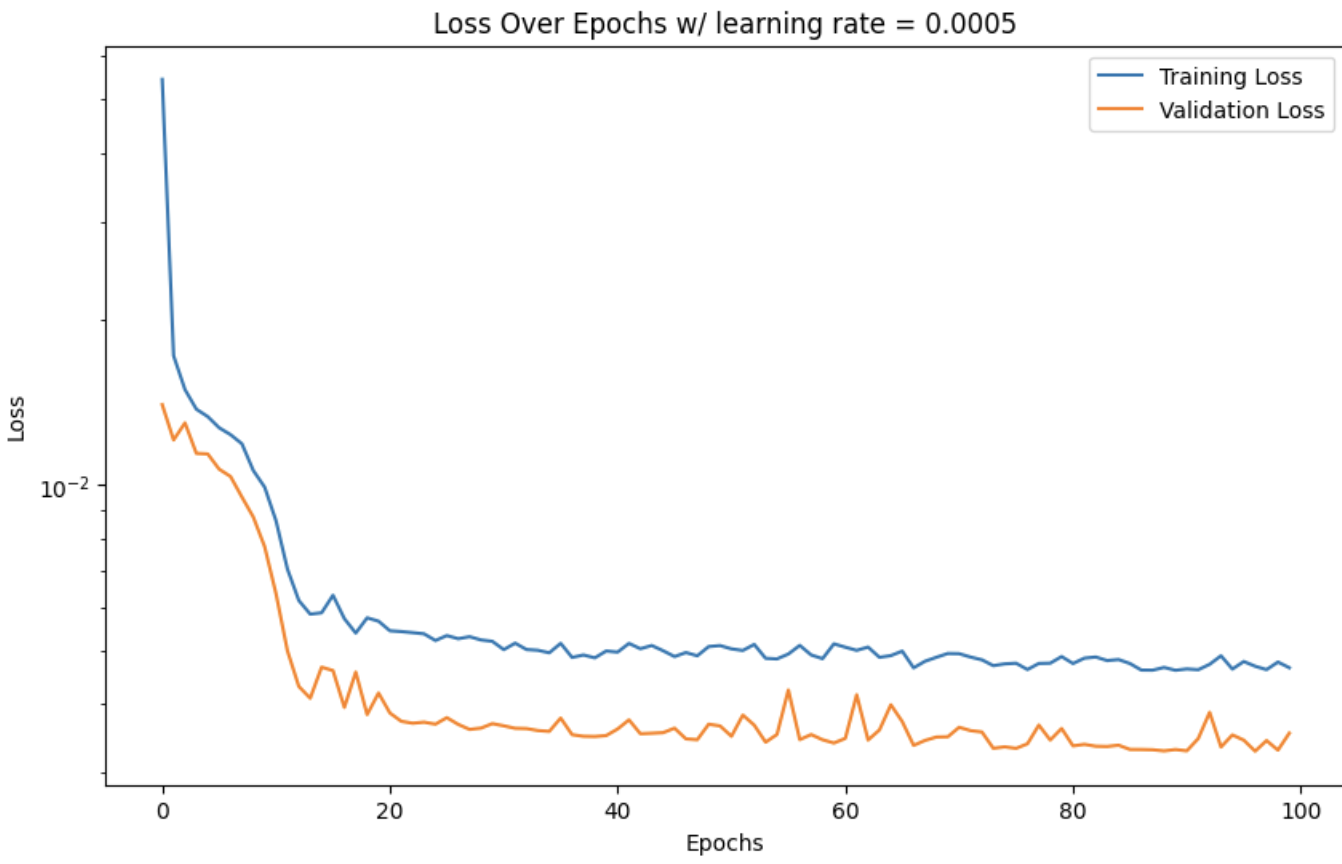 Loss Over Epochs w/ learning rate = 0.0005
Training Loss
Validation Loss
Loss
10⁻²
0 20 40 60 80 100
Epochs